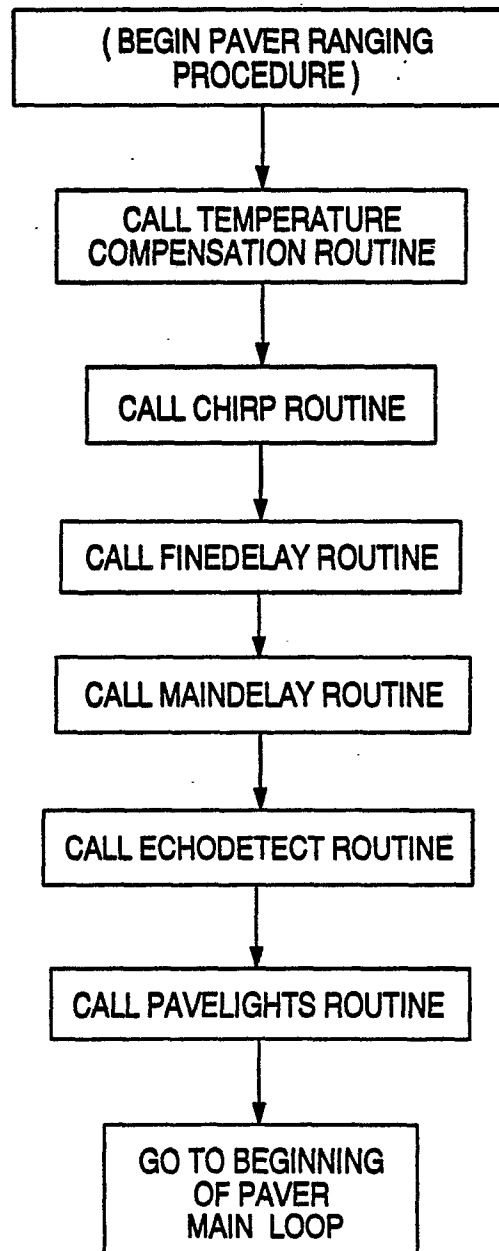 ( BEGIN PAVER RANGING
PROCEDURE )
CALL TEMPERATURE
COMPENSATION ROUTINE
CALL CHIRP ROUTINE
CALL FINEDELAY ROUTINE
CALL MAINDELAY ROUTINE
CALL ECHODETECT ROUTINE
CALL PAVELIGHTS ROUTINE
GO TO BEGINNING
OF PAVER
MAIN LOOP